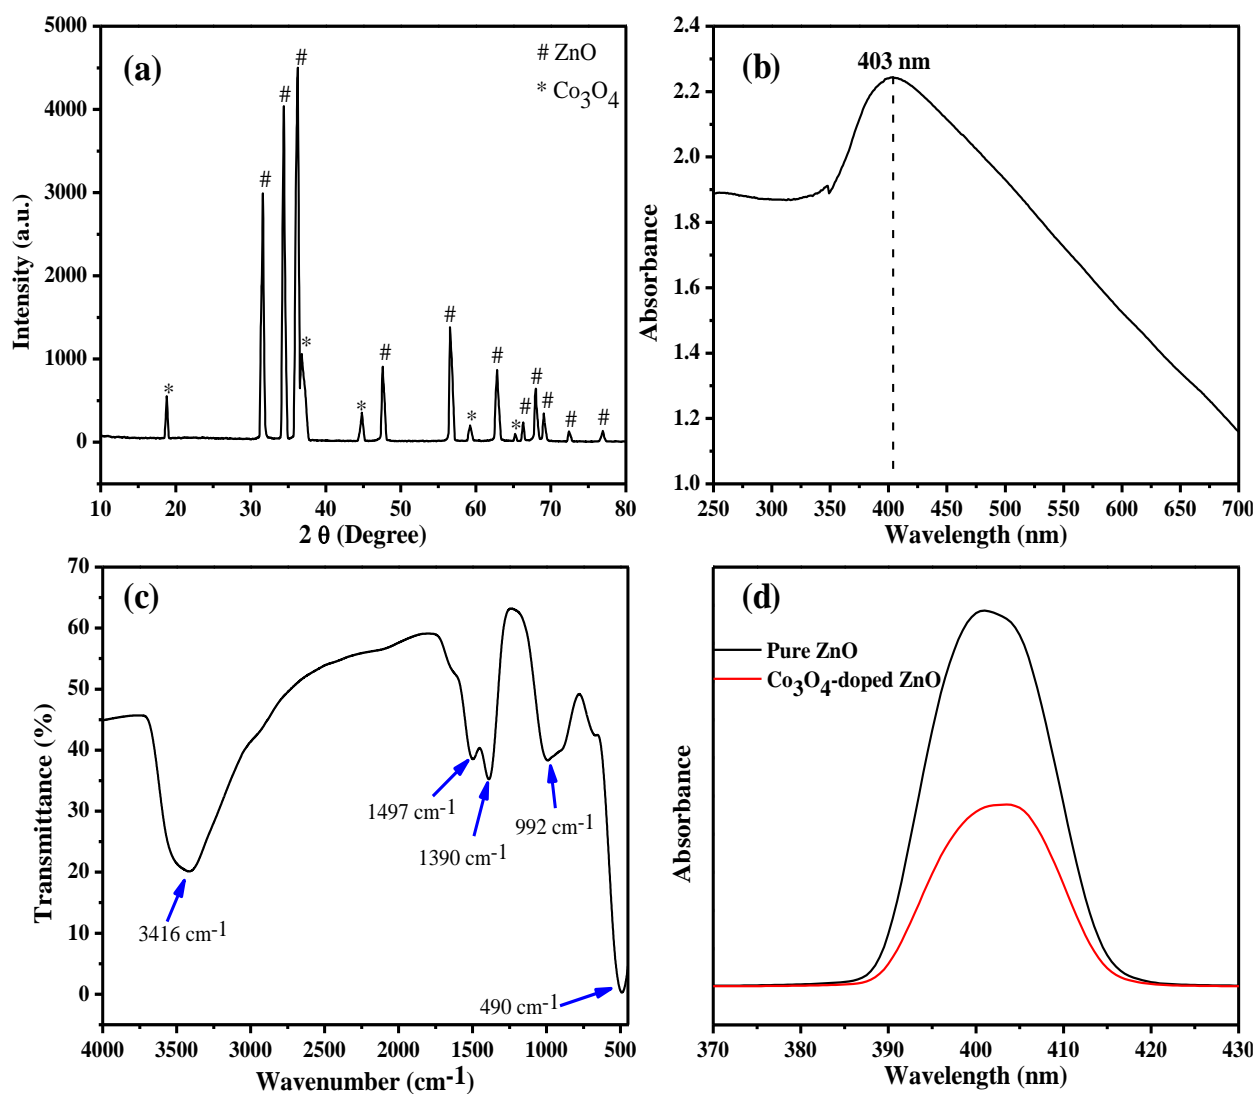 (a)
# ZnO
* Co3O4
5000
4000
3000
2000
1000
0
Intensity (a.u.)
# # # # # # # # # # #
* * * * *
10 20 30 40 50 60 70 80
2 θ (Degree)
(b)
403 nm
2.4
2.2
2.0
1.8
1.6
1.4
1.2
1.0
Absorbance
250 300 350 400 450 500 550 600 650 700
Wavelength (nm)
(c)
70
60
50
40
30
20
10
0
Transmittance (%)
1497 cm-1
1390 cm-1
992 cm-1
3416 cm-1
490 cm-1
4000 3500 3000 2500 2000 1500 1000 500
Wavenumber (cm-1)
(d)
Pure ZnO
Co3O4-doped ZnO
Absorbance
370 380 390 400 410 420 430
Wavelength (nm)